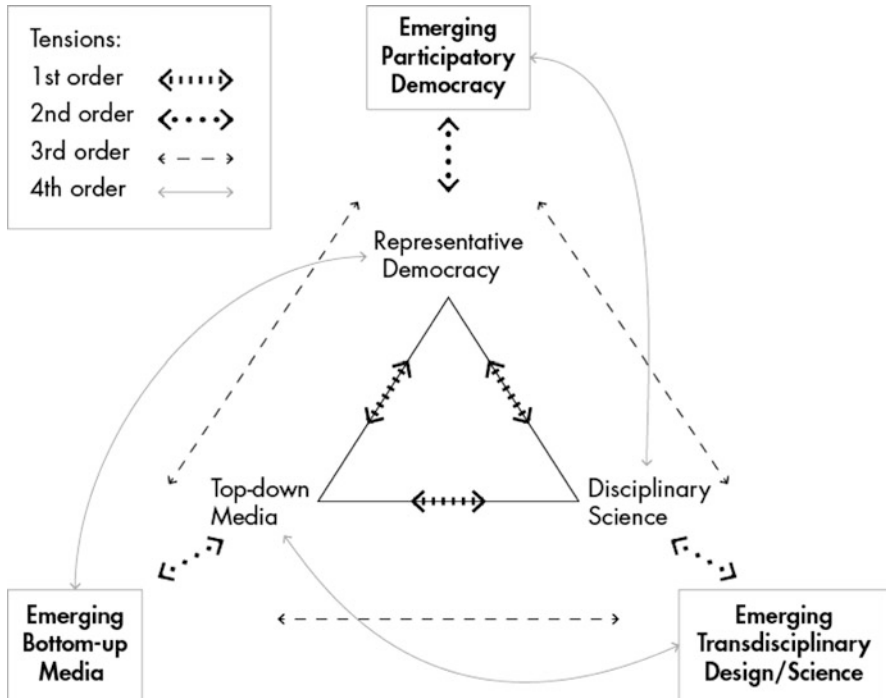 Tensions:
1st order
2nd order
3rd order
4th order
Emerging
Participatory
Democracy
Representative
Democracy
Top-down
Media
Disciplinary
Science
Emerging
Bottom-up
Media
Emerging
Transdisciplinary
Design/Science